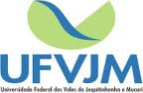 UFVJM
Universidade Federal dos Vales do Jequitinhonha e Mucuri